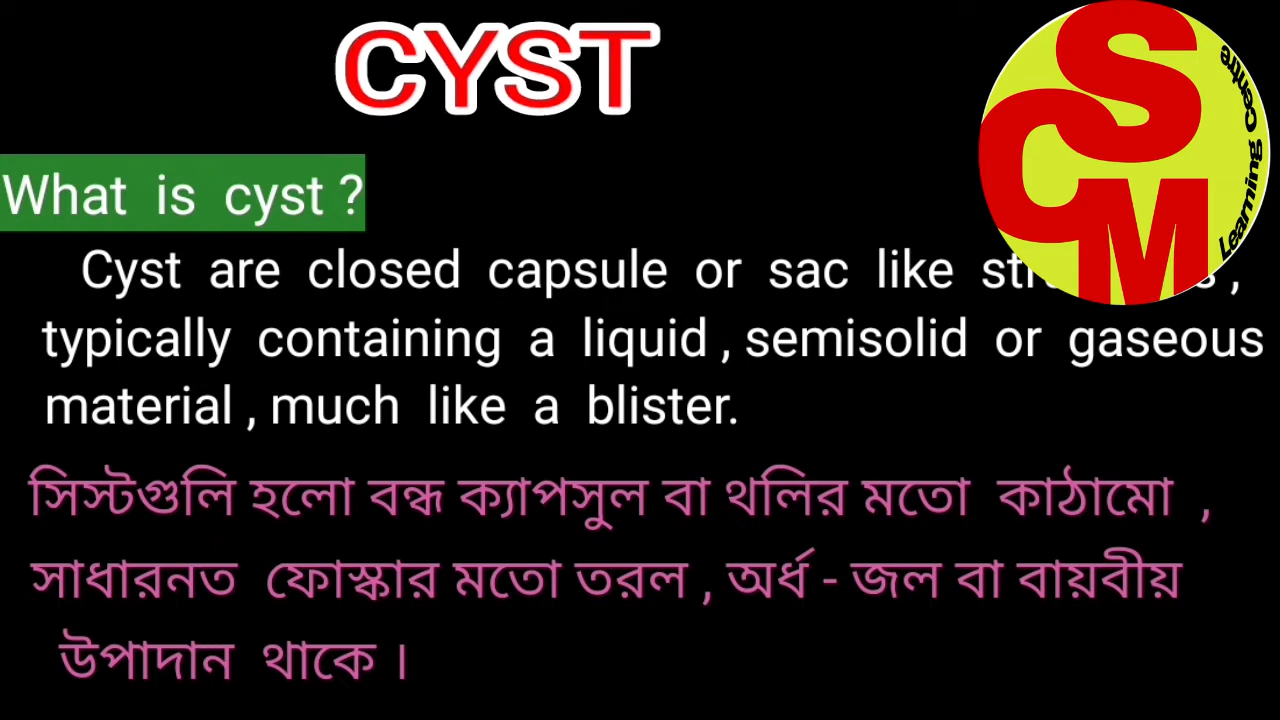 CYST
What is cyst ?
Cyst are closed capsule or sac like ,
typically containing a liquid , semisolid or gaseous
material , much like a blister.
সিস্টগুলি হলো বন্ধ ক্যাপসুল বা থলির মতো কাঠামো ,
সাধারনত ফোস্কার মতো তরল , অর্ধ - জল বা বায়বীয়
উপাদান থাকে ।
SCM
Learning Centre